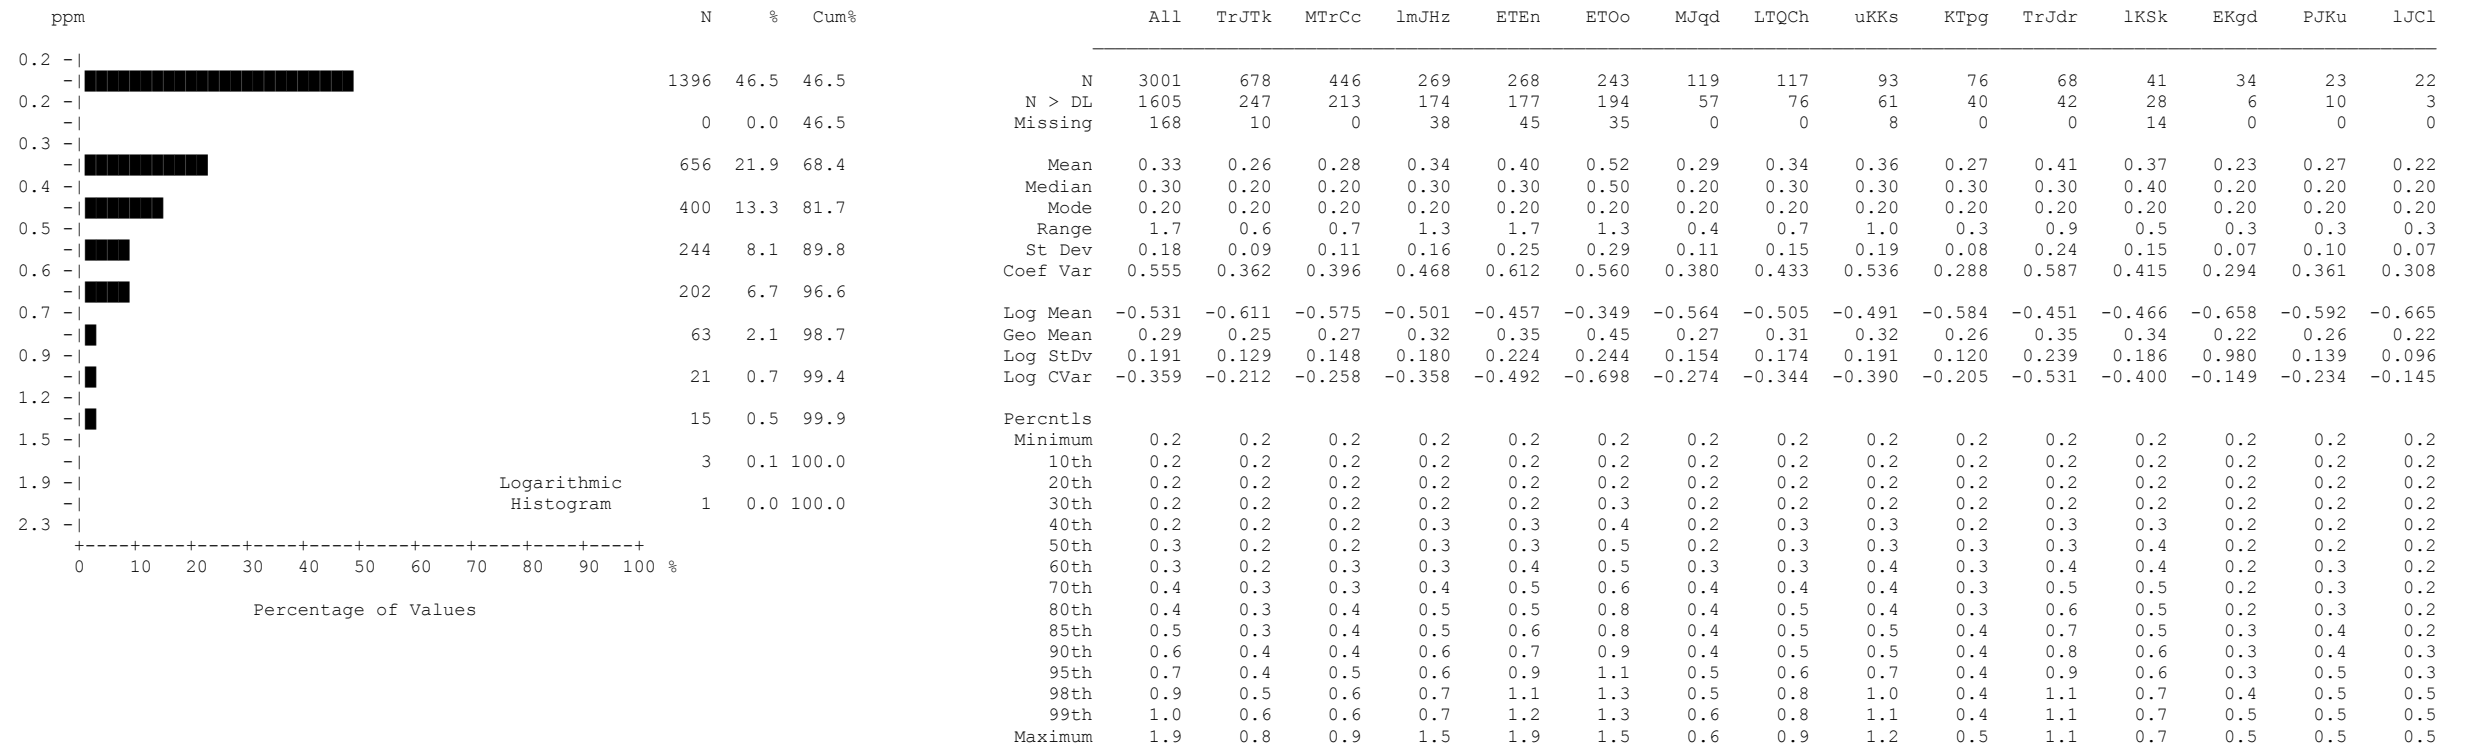 ppm N % Cum% All TrJTk MTrCc lmJHz ETEn ETOo MJqd LTQCh uKKs KTpg TrJdr lKSk EKgd PJKu lJCl
0.2 -|
-| 1396 46.5 46.5 N 3001 678 446 269 268 243 119 117 93 76 68 41 34 23 22
0.2 -| N > DL 1605 247 213 174 177 194 57 76 61 40 42 28 6 10 3
-| 0 0.0 46.5 Missing 168 10 0 38 45 35 0 0 8 0 0 14 0 0 0
0.3 -|
-| 656 21.9 68.4 Mean 0.33 0.26 0.28 0.34 0.40 0.52 0.29 0.34 0.36 0.27 0.41 0.37 0.23 0.27 0.22
0.4 -| Median 0.30 0.20 0.20 0.30 0.30 0.50 0.20 0.30 0.30 0.30 0.30 0.40 0.20 0.20 0.20
-| 400 13.3 81.7 Mode 0.20 0.20 0.20 0.20 0.20 0.20 0.20 0.20 0.20 0.20 0.20 0.20 0.20 0.20 0.20
0.5 -| Range 1.7 0.6 0.7 1.3 1.7 1.3 0.4 0.7 1.0 0.3 0.9 0.5 0.3 0.3 0.3
-| 244 8.1 89.8 St Dev 0.18 0.09 0.11 0.16 0.25 0.29 0.11 0.15 0.19 0.08 0.24 0.15 0.07 0.10 0.07
0.6 -| Coef Var 0.555 0.362 0.396 0.468 0.612 0.560 0.380 0.433 0.536 0.288 0.587 0.415 0.294 0.361 0.308
-| 202 6.7 96.6
0.7 -| Log Mean -0.531 -0.611 -0.575 -0.501 -0.457 -0.349 -0.564 -0.505 -0.491 -0.584 -0.451 -0.466 -0.658 -0.592 -0.665
-| 63 2.1 98.7 Geo Mean 0.29 0.25 0.27 0.32 0.35 0.45 0.27 0.31 0.32 0.26 0.35 0.34 0.22 0.26 0.22
0.9 -| Log StDv 0.191 0.129 0.148 0.180 0.224 0.244 0.154 0.174 0.191 0.120 0.239 0.186 0.980 0.139 0.096
-| 21 0.7 99.4 Log CVar -0.359 -0.212 -0.258 -0.358 -0.492 -0.698 -0.274 -0.344 -0.390 -0.205 -0.531 -0.400 -0.149 -0.234 -0.145
1.2 -|
-| 15 0.5 99.9 Percntls
1.5 -| Minimum 0.2 0.2 0.2 0.2 0.2 0.2 0.2 0.2 0.2 0.2 0.2 0.2 0.2 0.2 0.2
-| 3 0.1 100.0 10th 0.2 0.2 0.2 0.2 0.2 0.2 0.2 0.2 0.2 0.2 0.2 0.2 0.2 0.2 0.2
1.9 -| Logarithmic 20th 0.2 0.2 0.2 0.2 0.2 0.2 0.2 0.2 0.2 0.2 0.2 0.2 0.2 0.2 0.2
-| Histogram 1 0.0 100.0 30th 0.2 0.2 0.2 0.2 0.2 0.3 0.2 0.2 0.2 0.2 0.2 0.2 0.2 0.2 0.2
2.3 -| 40th 0.2 0.2 0.2 0.3 0.3 0.4 0.2 0.3 0.3 0.2 0.3 0.3 0.2 0.2 0.2
+----+----+----+----+----+----+----+----+----+----+ 50th 0.3 0.2 0.2 0.3 0.3 0.5 0.2 0.3 0.3 0.3 0.3 0.4 0.2 0.2 0.2
0 10 20 30 40 50 60 70 80 90 100 % 60th 0.3 0.2 0.3 0.3 0.4 0.5 0.3 0.3 0.4 0.3 0.4 0.4 0.2 0.3 0.2
70th 0.4 0.3 0.3 0.4 0.5 0.6 0.4 0.4 0.4 0.3 0.5 0.5 0.2 0.3 0.2
Percentage of Values 80th 0.4 0.3 0.4 0.5 0.5 0.8 0.4 0.5 0.4 0.3 0.6 0.5 0.2 0.3 0.2
85th 0.5 0.3 0.4 0.5 0.6 0.8 0.4 0.5 0.5 0.4 0.7 0.5 0.3 0.4 0.2
90th 0.6 0.4 0.4 0.6 0.7 0.9 0.4 0.5 0.5 0.4 0.8 0.6 0.3 0.4 0.3
95th 0.7 0.4 0.5 0.6 0.9 1.1 0.5 0.6 0.7 0.4 0.9 0.6 0.3 0.5 0.3
98th 0.9 0.5 0.6 0.7 1.1 1.3 0.5 0.8 1.0 0.4 1.1 0.7 0.4 0.5 0.5
99th 1.0 0.6 0.6 0.7 1.2 1.3 0.6 0.8 1.1 0.4 1.1 0.7 0.5 0.5 0.5
Maximum 1.9 0.8 0.9 1.5 1.9 1.5 0.6 0.9 1.2 0.5 1.1 0.7 0.5 0.5 0.5